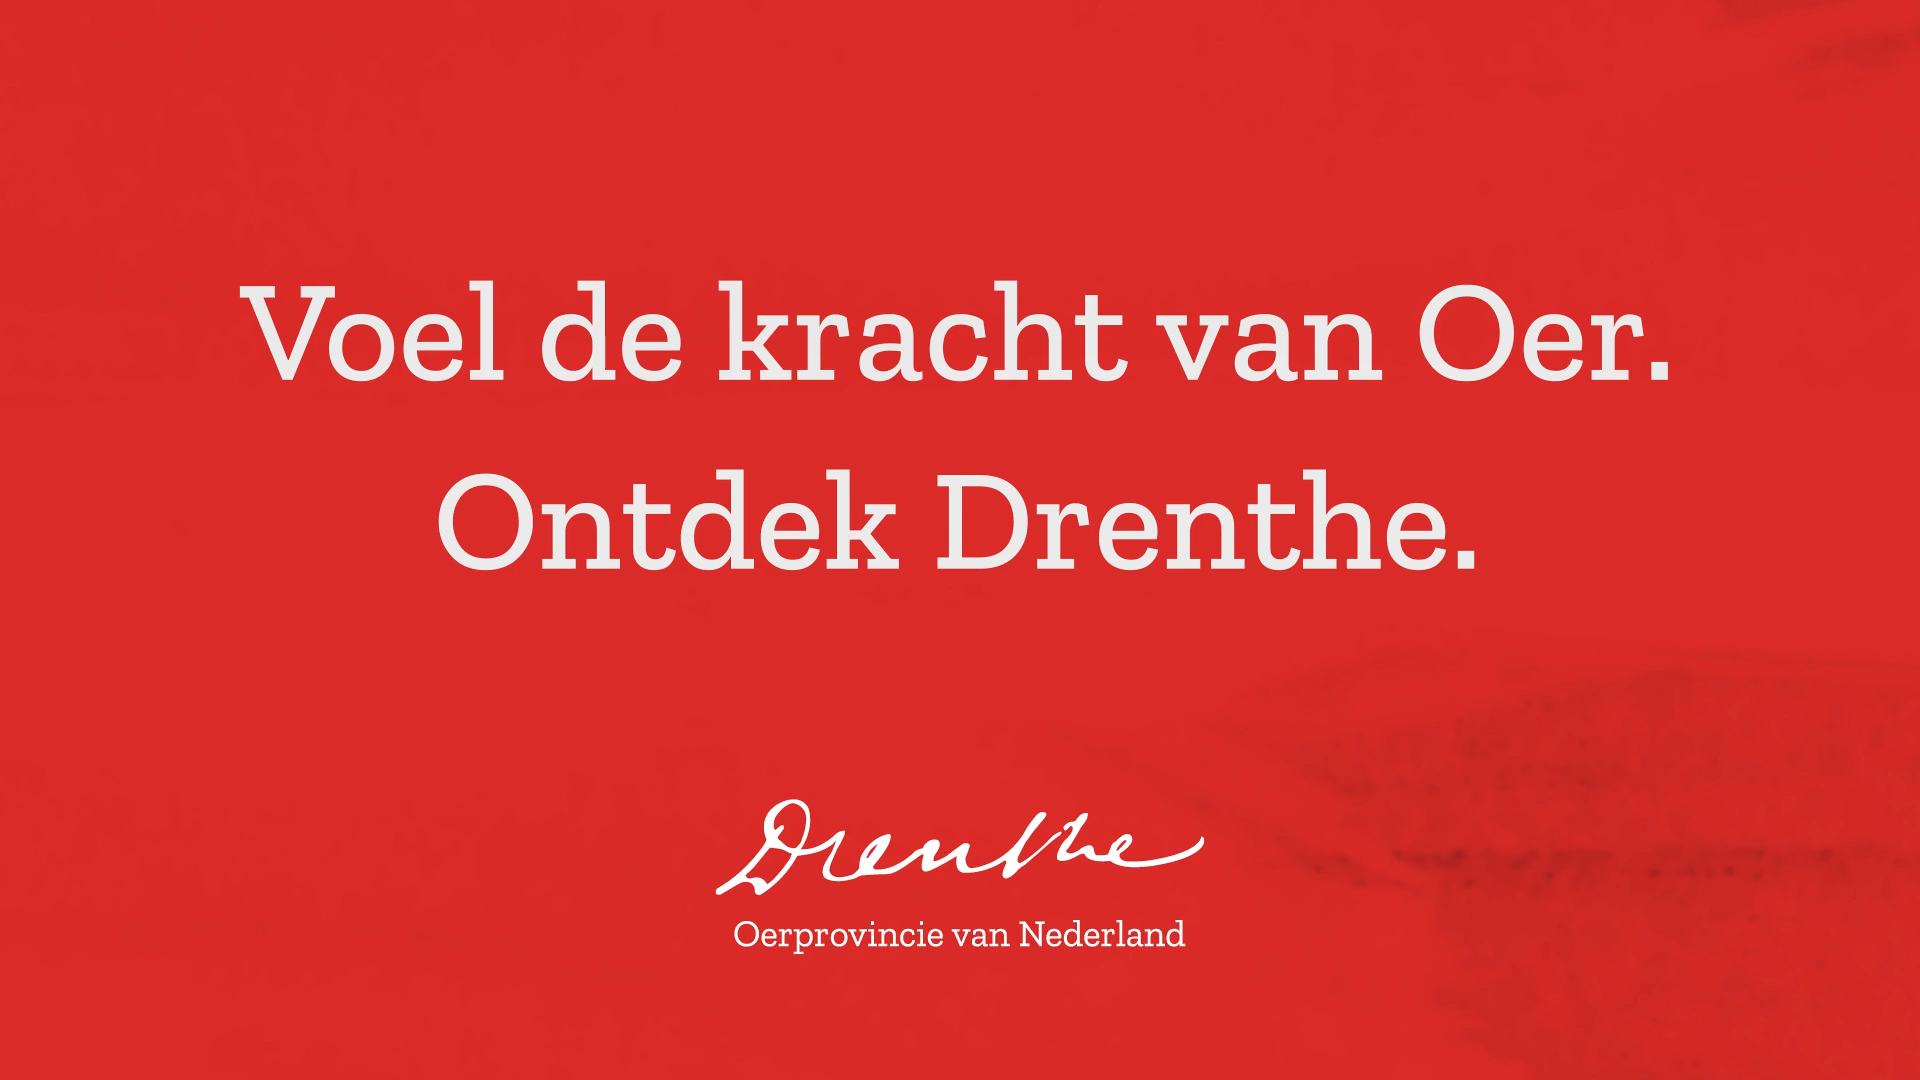 Voel de kracht van Oer.
Ontdek Drenthe.
Drenthe
Oerprovincie van Nederland